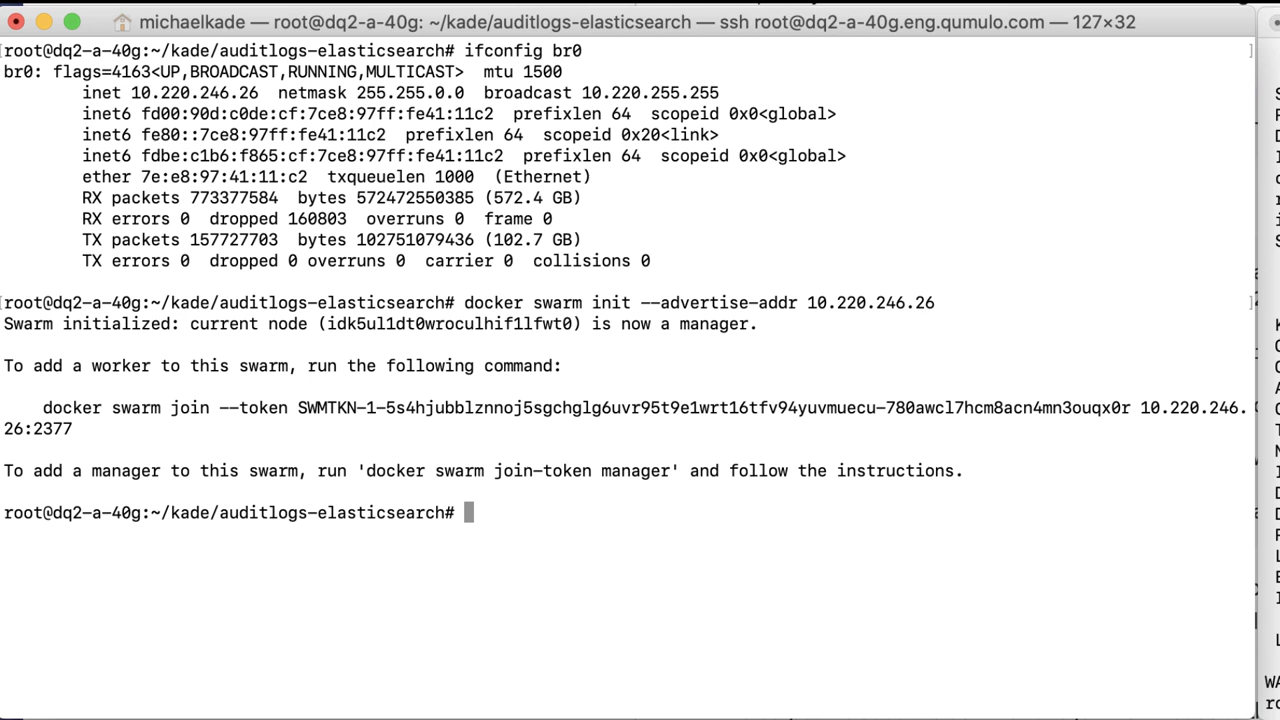 michaelkade — root@dq2-a-40g: ~/kade/auditlogs-elasticsearch — ssh root@dq2-a-40g.eng.qumulo.com — 127×32
[root@dq2-a-40g:~/kade/auditlogs-elasticsearch# ifconfig br0 ]
br0: flags=4163<UP,BROADCAST,RUNNING,MULTICAST>  mtu 1500
        inet 10.220.246.26  netmask 255.255.0.0  broadcast 10.220.255.255
        inet6 fd00:90d:c0de:cf:7ce8:97ff:fe41:11c2  prefixlen 64  scopeid 0x0<global>
        inet6 fe80::7ce8:97ff:fe41:11c2  prefixlen 64  scopeid 0x20<link>
        inet6 fdbe:c1b6:f865:cf:7ce8:97ff:fe41:11c2  prefixlen 64  scopeid 0x0<global>
        ether 7e:e8:97:41:11:c2  txqueuelen 1000  (Ethernet)
        RX packets 773377584  bytes 572472550385 (572.4 GB)
        RX errors 0  dropped 160803  overruns 0  frame 0
        TX packets 157727703  bytes 102751079436 (102.7 GB)
        TX errors 0  dropped 0 overruns 0  carrier 0  collisions 0
[root@dq2-a-40g:~/kade/auditlogs-elasticsearch# docker swarm init --advertise-addr 10.220.246.26 ]
Swarm initialized: current node (idk5ul1dt0wroculhif1lfwt0) is now a manager.
To add a worker to this swarm, run the following command:
    docker swarm join --token SWMTKN-1-5s4hjubblznnoj5sgchglg6uvr95t9e1wrt16tfv94yuvmuecu-780awcl7hcm8acn4mn3ouqx0r 10.220.246.
26:2377
To add a manager to this swarm, run 'docker swarm join-token manager' and follow the instructions.
root@dq2-a-40g:~/kade/auditlogs-elasticsearch#